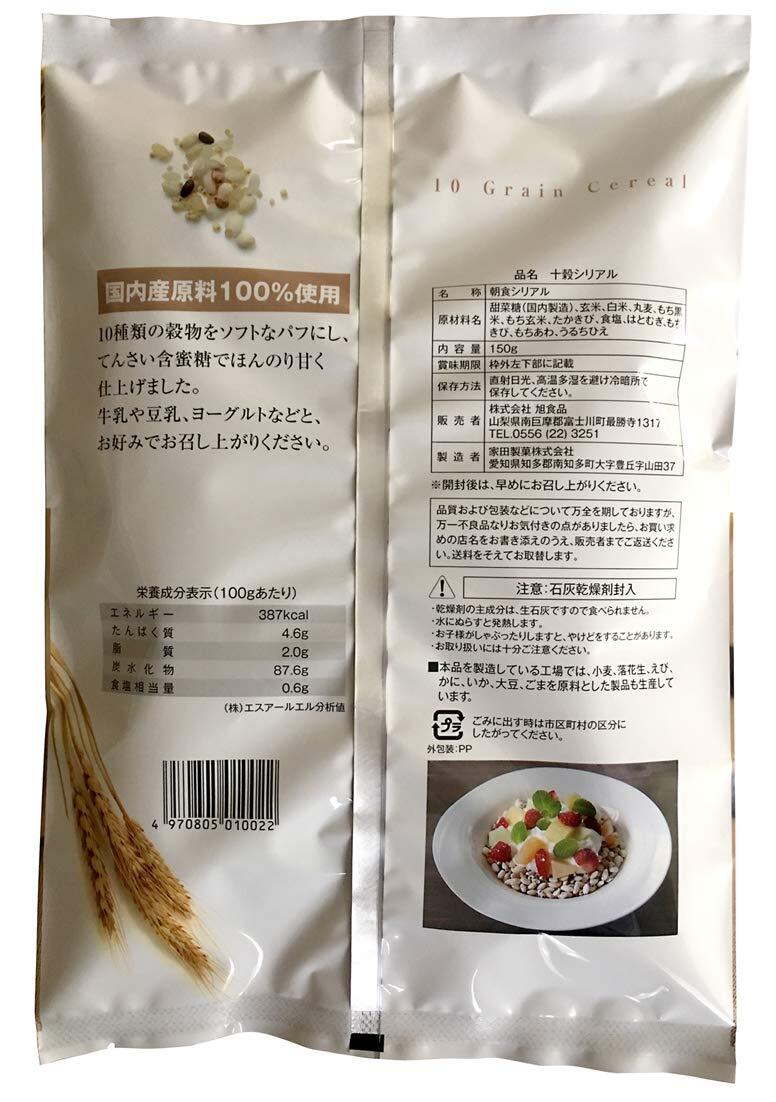 国内産原料100%使用
10種類の穀物をソフトなパフにし、
てんさい含蜜糖でほんのり甘く
仕上げました。
牛乳や豆乳、ヨーグルトなどと、
お好みでお召し上がりください。
栄養成分表示(100gあたり)
エネルギー 387kcal
たんぱく質 4.6g
脂質 2.0g
炭水化物 87.6g
食塩相当量 0.6g
(株)エスアールエル分析値
4 970805 010022
10 Grain Cereal
品名 十穀シリアル
名称 朝食シリアル
原材料名 甜菜糖(国内製造)、玄米、白米、丸麦、もち黒
米、もち玄米、たかきび、食塩、はとむぎ、もち
きび、もちあわ、うるちひえ
内容量 150g
賞味期限 枠外左下部に記載
保存方法 直射日光、高温多湿を避け冷暗所で
保存してください。
販売者 株式会社 旭食品
山梨県南巨摩郡富士川町最勝寺1317
TEL.0556 (22) 3251
製造者 家田製菓株式会社
愛知県知多郡南知多町大字豊丘字山田37
※開封後は、早めにお召し上がりください。
品質および包装などについて万全を期しておりますが、
万一不良品などお気付きの点がありましたら、お買い求
めの店名をお書き添えのうえ、販売者までご返送くださ
い。送料をそえてお取替します。
注意:石灰乾燥剤封入
・乾燥剤の主成分は、生石灰ですので食べられません。
・水にぬらすと発熱します。
・お子様がしゃぶったりしますと、やけどをすることがあります。
・お取り扱いには十分ご注意ください。
■本品を製造している工場では、小麦、落花生、えび、
かに、いか、大豆、ごまを原料とした製品も生産して
います。
プラ
ごみに出す時は市区町村の区分に
したがってください。
外包装:PP